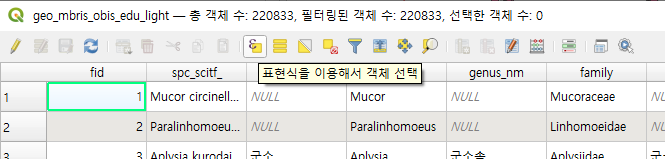 geo_mbris_obis_edu_light — 총 객체 수: 220833, 필터링된 객체 수: 220833, 선택한 객체 수: 0
표현식을 이용해서 객체 선택
fid spc_scitf_ genus_nm family
1 1 Mucor circinell... NULL Mucor NULL Mucoraceae
2 2 Paralinhomoeu... NULL Paralinhomoeus NULL Linhomoeidae
3 3 Aplysia kurodai 군소 Aplysia 군소속 Aplysiidae